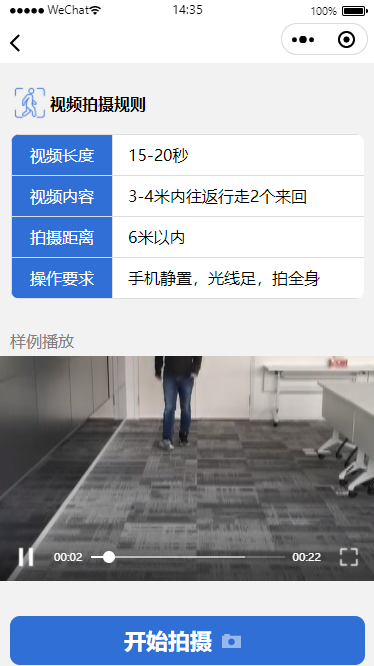 WeChat 14:35 100%
视频拍摄规则
视频长度 15-20秒
视频内容 3-4米内往返行走2个来回
拍摄距离 6米以内
操作要求 手机静置，光线足，拍全身
样例播放
00:02 00:22
开始拍摄